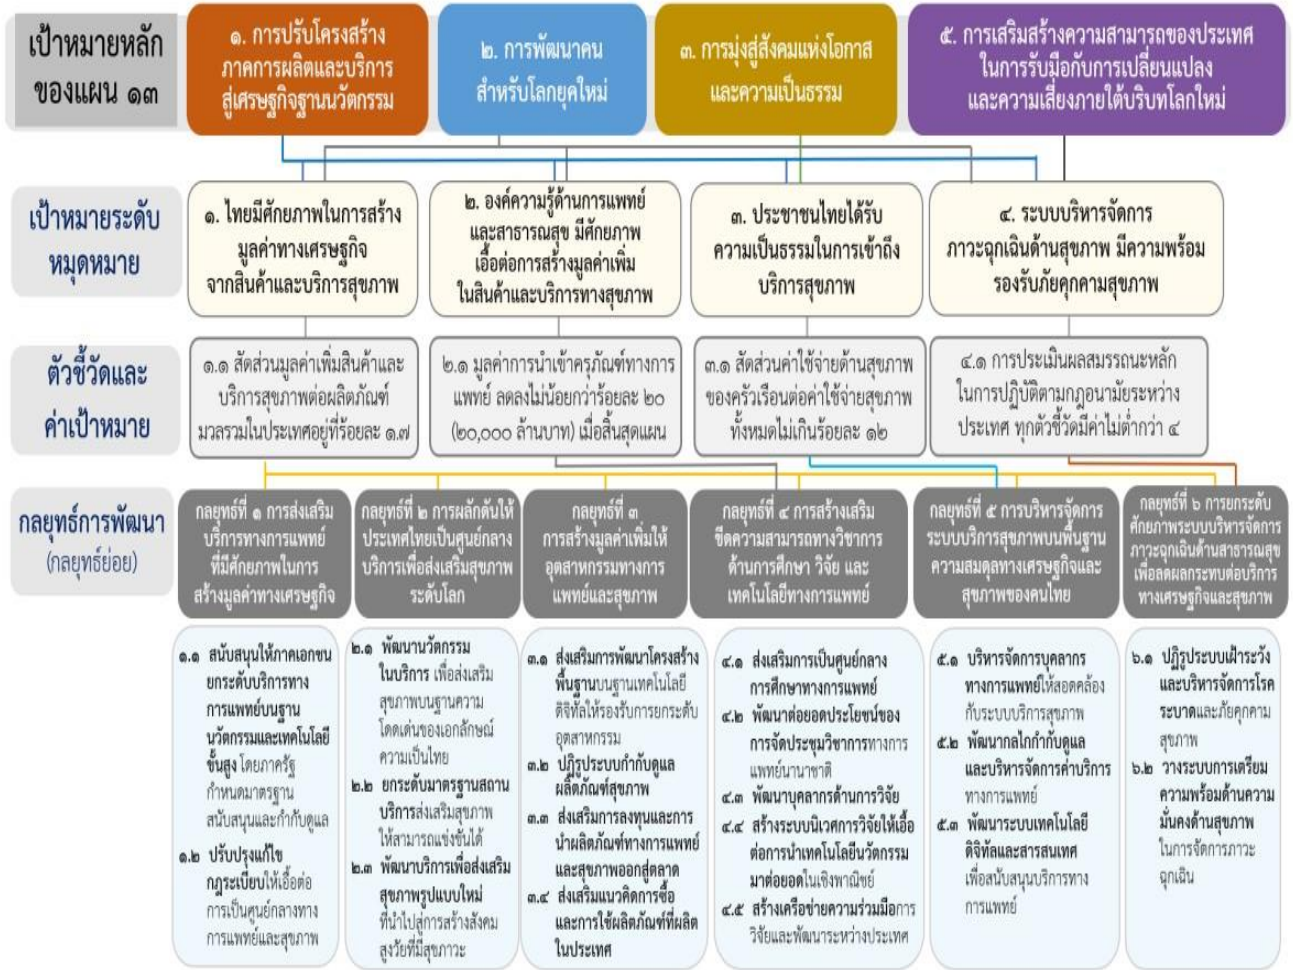 เป้าหมายหลัก
ของแผน ๑๓
๑. การปรับโครงสร้าง
ภาคการผลิตและบริการ
สู่เศรษฐกิจฐานนวัตกรรม
๒. การพัฒนาคน
สำหรับโลกยุคใหม่
๓. การมุ่งสู่สังคมแห่งโอกาส
และความเป็นธรรม
๕. การเสริมสร้างความสามารถของประเทศ
ในการรับมือกับการเปลี่ยนแปลง
และความเสี่ยงภายใต้บริบทโลกใหม่
เป้าหมายระดับ
หมุดหมาย
๑. ไทยมีศักยภาพในการสร้าง
มูลค่าทางเศรษฐกิจ
จากสินค้าและบริการสุขภาพ
๒. องค์ความรู้ด้านการแพทย์
และสาธารณสุข มีศักยภาพ
เอื้อต่อการสร้างมูลค่าเพิ่ม
ในสินค้าและบริการทางสุขภาพ
๓. ประชาชนไทยได้รับ
ความเป็นธรรมในการเข้าถึง
บริการสุขภาพ
๔. ระบบบริหารจัดการ
ภาวะฉุกเฉินด้านสุขภาพ มีความพร้อม
รองรับภัยคุกคามสุขภาพ
ตัวชี้วัดและ
ค่าเป้าหมาย
๑.๑ สัดส่วนมูลค่าเพิ่มสินค้าและ
บริการสุขภาพต่อผลิตภัณฑ์
มวลรวมในประเทศอยู่ที่ร้อยละ ๑.๗
๒.๑ มูลค่าการนำเข้าครุภัณฑ์ทางการ
แพทย์ ลดลงไม่น้อยกว่าร้อยละ ๒๐
(๒๐,๐๐๐ ล้านบาท) เมื่อสิ้นสุดแผน
๓.๑ สัดส่วนค่าใช้จ่ายด้านสุขภาพ
ของครัวเรือนต่อค่าใช้จ่ายสุขภาพ
ทั้งหมดไม่เกินร้อยละ ๑๒
๔.๑ การประเมินผลสมรรถนะหลัก
ในการปฏิบัติตามกฎอนามัยระหว่าง
ประเทศ ทุกตัวชี้วัดมีค่าไม่ต่ำกว่า ๔
กลยุทธ์การพัฒนา
(กลยุทธ์ย่อย)
กลยุทธ์ที่ ๑ การส่งเสริม
บริการทางการแพทย์
ที่มีศักยภาพในการ
สร้างมูลค่าทางเศรษฐกิจ
กลยุทธ์ที่ ๒ การผลักดันให้
ประเทศไทยเป็นศูนย์กลาง
บริการเพื่อส่งเสริมสุขภาพ
ระดับโลก
กลยุทธ์ที่ ๓
การสร้างมูลค่าเพิ่มให้
อุตสาหกรรมทางการ
แพทย์และสุขภาพ
กลยุทธ์ที่ ๔ การสร้างเสริม
ขีดความสามารถทางวิชาการ
ด้านการศึกษา วิจัย และ
เทคโนโลยีทางการแพทย์
กลยุทธ์ที่ ๕ การบริหารจัดการ
ระบบบริการสุขภาพบนพื้นฐาน
ความสมดุลทางเศรษฐกิจและ
สุขภาพของคนไทย
กลยุทธ์ที่ ๖ การยกระดับ
ศักยภาพระบบบริหารจัดการ
ภาวะฉุกเฉินด้านสาธารณสุข
เพื่อลดผลกระทบต่อบริการ
ทางเศรษฐกิจและสุขภาพ
๑.๑ สนับสนุนให้ภาคเอกชน
ยกระดับบริการทาง
การแพทย์บนฐาน
นวัตกรรมและเทคโนโลยี
ขั้นสูง โดยภาครัฐ
กำหนดมาตรฐาน
สนับสนุนและกำกับดูแล
๑.๒ ปรับปรุงแก้ไข
กฎระเบียบให้เอื้อต่อ
การเป็นศูนย์กลางทาง
การแพทย์และสุขภาพ
๒.๑ พัฒนานวัตกรรม
ในบริการ เพื่อส่งเสริม
สุขภาพบนฐานความ
โดดเด่นของเอกลักษณ์
ความเป็นไทย
๒.๒ ยกระดับมาตรฐานสถาน
บริการส่งเสริมสุขภาพ
ให้สามารถแข่งขันได้
๒.๓ พัฒนาบริการเพื่อส่งเสริม
สุขภาพรูปแบบใหม่
ที่นำไปสู่การสร้างสังคม
สูงวัยที่มีสุขภาวะ
๓.๑ ส่งเสริมการพัฒนาโครงสร้าง
พื้นฐานบนฐานเทคโนโลยี
ดิจิทัลให้รองรับการยกระดับ
อุตสาหกรรม
๓.๒ ปฏิรูประบบกำกับดูแล
ผลิตภัณฑ์สุขภาพ
๓.๓ ส่งเสริมการลงทุนและการ
นำผลิตภัณฑ์ทางการแพทย์
และสุขภาพออกสู่ตลาด
๓.๔ ส่งเสริมแนวคิดการซื้อ
และการใช้ผลิตภัณฑ์ที่ผลิต
ในประเทศ
๔.๑ ส่งเสริมการเป็นศูนย์กลาง
การศึกษาทางการแพทย์
๔.๒ พัฒนาต่อยอดประโยชน์ของ
การจัดประชุมวิชาการทางการ
แพทย์นานาชาติ
๔.๓ พัฒนาบุคลากรด้านการวิจัย
๔.๔ สร้างระบบนิเวศการวิจัยให้เอื้อ
ต่อการนำเทคโนโลยีนวัตกรรม
มาต่อยอดในเชิงพาณิชย์
๔.๕ สร้างเครือข่ายความร่วมมือการ
วิจัยและพัฒนาระหว่างประเทศ
๕.๑ บริหารจัดการบุคลากร
ทางการแพทย์ให้สอดคล้อง
กับระบบบริการสุขภาพ
๕.๒ พัฒนากลไกกำกับดูแล
และบริหารจัดการค่าบริการ
ทางการแพทย์
๕.๓ พัฒนาระบบเทคโนโลยี
ดิจิทัลและสารสนเทศ
เพื่อสนับสนุนบริการทาง
การแพทย์
๖.๑ ปฏิรูประบบเฝ้าระวัง
และบริหารจัดการโรค
ระบาดและภัยคุกคาม
สุขภาพ
๖.๒ วางระบบการเตรียม
ความพร้อมด้านความ
มั่นคงด้านสุขภาพ
ในการจัดการภาวะ
ฉุกเฉิน